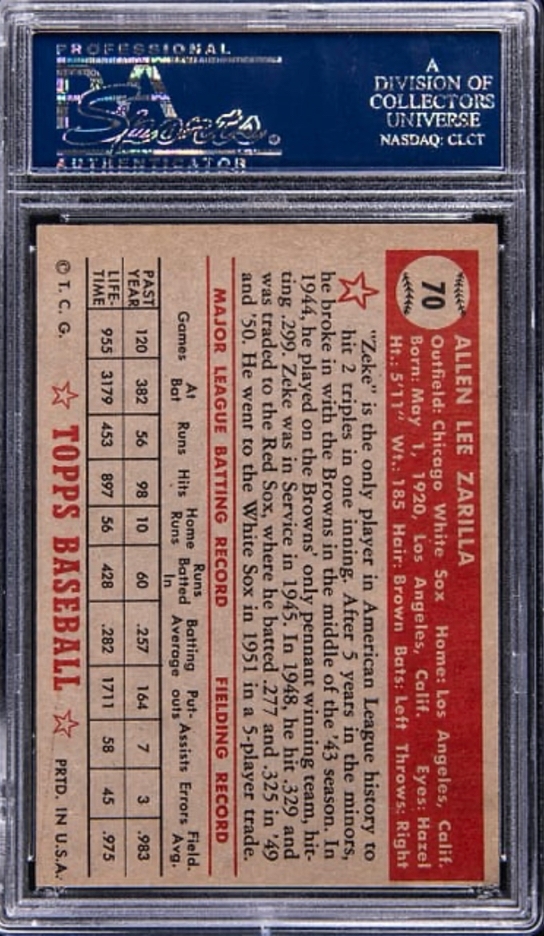 PROFESSIONAL
PSA
Sports
AUTHENTICATOR
A
DIVISION OF
COLLECTORS
UNIVERSE
NASDAQ: CLCT
70
ALLEN LEE ZARILLA
Outfield: Chicago White Sox Home: Los Angeles, Calif.
Born: May 1, 1920, Los Angeles, Calif. Eyes: Hazel
Ht.: 5'11" Wt.: 185 Hair: Brown Bats: Left Throws: Right
"Zeke" is the only player in American League history to
hit 2 triples in one inning. After 5 years in the minors,
he broke in with the Browns in the middle of the '43 season. In
1944, he played on the Browns' only pennant winning team, hit-
ting .299. Zeke was in Service in 1945. In 1948, he hit .329 and
was traded to the Red Sox, where he batted .277 and .325 in '49
and '50. He went to the White Sox in 1951 in a 5-player trade.
MAJOR LEAGUE BATTING RECORD FIELDING RECORD
Games At Bat Runs Hits Home Runs Runs Batted In Batting Average Put-outs Assists Errors Field. Avg.
PAST YEAR 120 382 56 98 10 60 .257 164 7 3 .983
LIFE-TIME 955 3179 453 897 56 428 .282 1711 58 45 .975
© T. C. G. TOPPS BASEBALL PRTD. IN U.S.A.